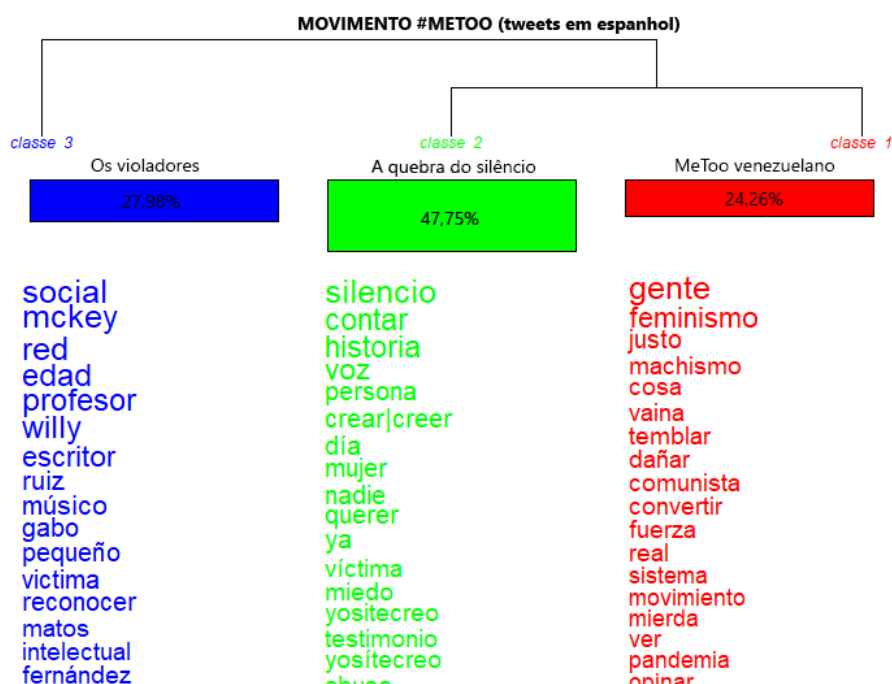 MOVIMENTO #METOO (tweets em espanhol)
classe 3
Os violadores
27,98%
social
mckey
red
edad
profesor
willy
escritor
ruiz
músico
gabo
pequeño
victima
reconocer
matos
intelectual
fernández
classe 2
A quebra do silêncio
47,75%
silencio
contar
historia
voz
persona
crear|creer
día
mujer
nadie
querer
ya
víctima
miedo
yositecreo
testimonio
yosítecreo
classe 1
MeToo venezuelano
24,26%
gente
feminismo
justo
machismo
cosa
vaina
temblar
dañar
comunista
convertir
fuerza
real
sistema
movimiento
mierda
ver
pandemia
opinar